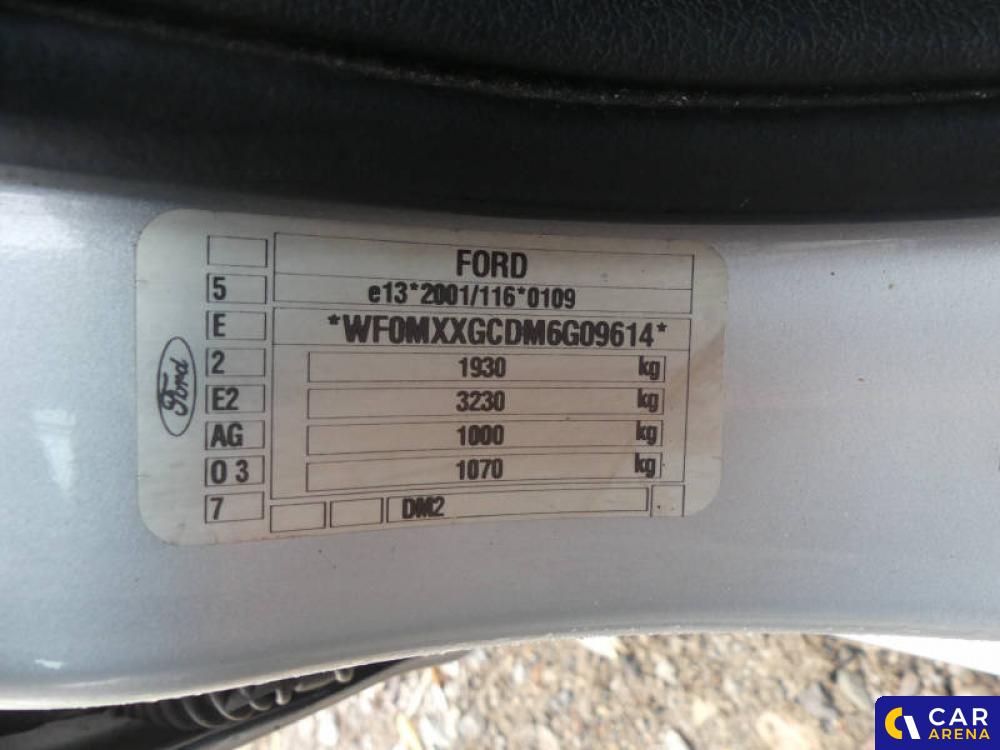 FORD
5
e13*2001/116*0109
E
*WF0MXXGCDM6G09614*
2
1930 kg
E2
3230 kg
AG
1000 kg
0 3
1070 kg
7
DM2
Ford
CAR
ARENA